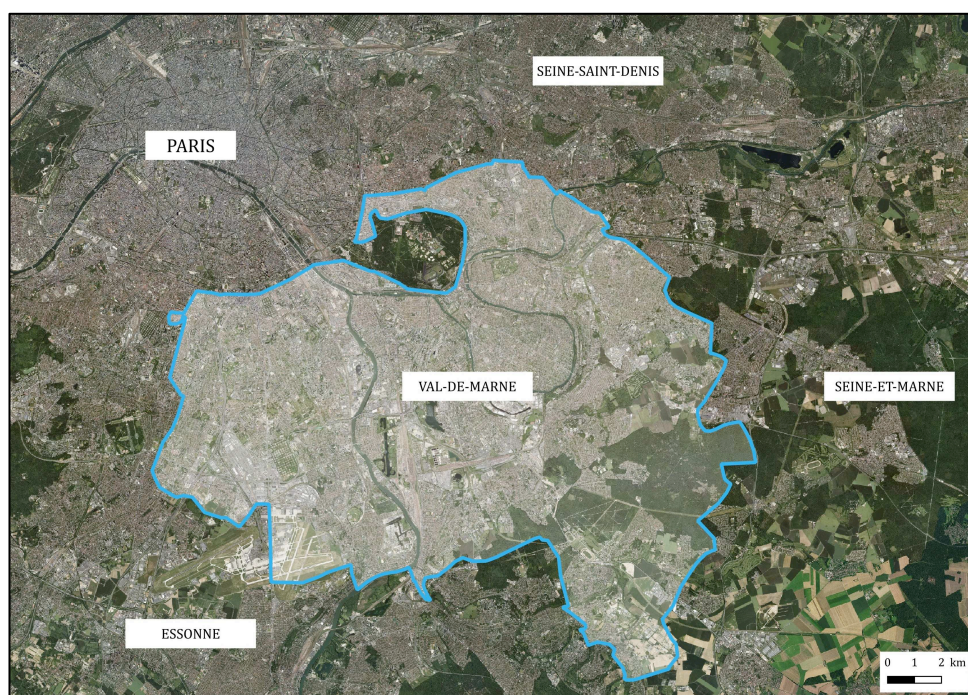 SEINE-SAINT-DENIS
PARIS
VAL-DE-MARNE
SEINE-ET-MARNE
ESSONNE
0 1 2 km